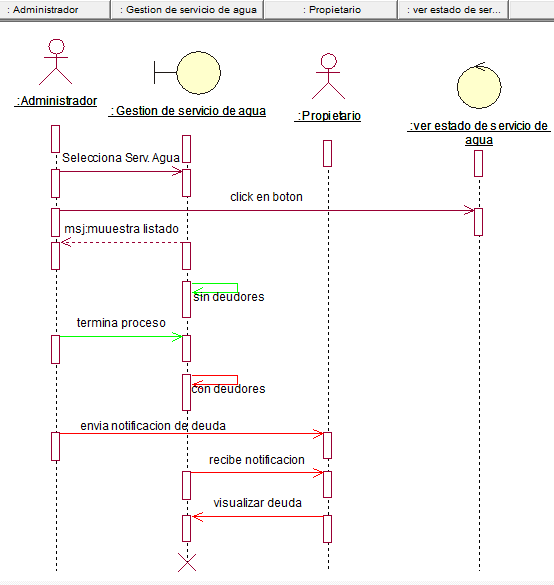 : Administrador
: Gestion de servicio de agua
: Propietario
: ver estado de ser...
:Administrador
: Gestion de servicio de agua
:Propietario
:ver estado de servicio de
agua
Selecciona Serv. Agua
click en boton
msj:muuestra listado
sin deudores
termina proceso
con deudores
envia notificacion de deuda
recibe notificacion
visualizar deuda